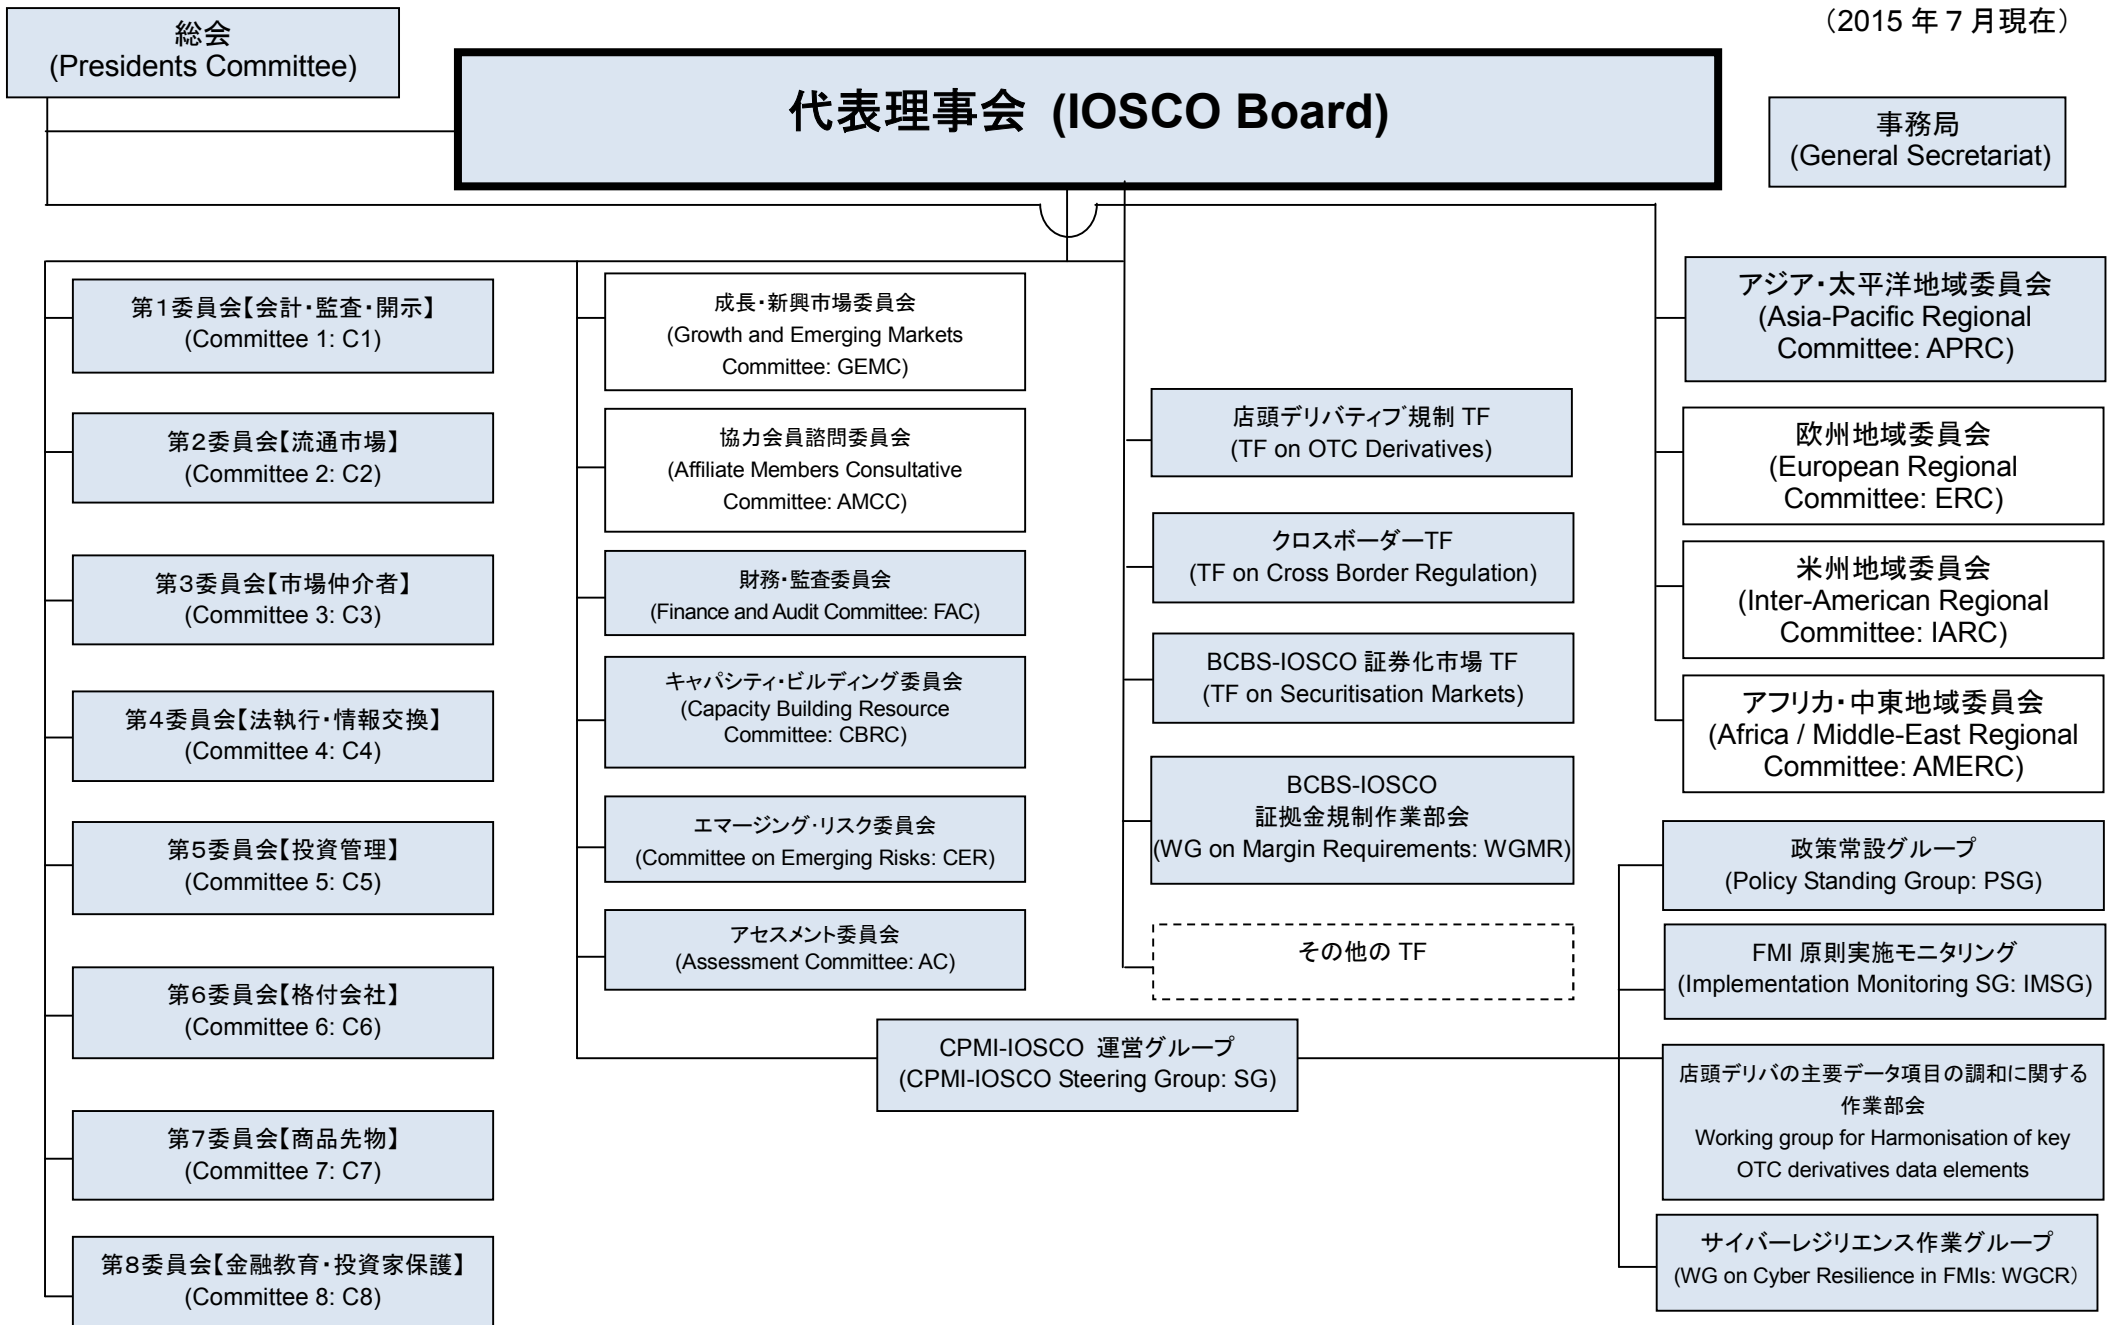 （2015 年 7 月現在）
総会
(Presidents Committee)
代表理事会 (IOSCO Board)
事務局
(General Secretariat)
第1委員会【会計・監査・開示】
(Committee 1: C1)
第2委員会【流通市場】
(Committee 2: C2)
第3委員会【市場仲介者】
(Committee 3: C3)
第4委員会【法執行・情報交換】
(Committee 4: C4)
第5委員会【投資管理】
(Committee 5: C5)
第6委員会【格付会社】
(Committee 6: C6)
第7委員会【商品先物】
(Committee 7: C7)
第8委員会【金融教育・投資家保護】
(Committee 8: C8)
成長・新興市場委員会
(Growth and Emerging Markets
Committee: GEMC)
協力会員諮問委員会
(Affiliate Members Consultative
Committee: AMCC)
財務・監査委員会
(Finance and Audit Committee: FAC)
キャパシティ・ビルディング委員会
(Capacity Building Resource
Committee: CBRC)
エマージング・リスク委員会
(Committee on Emerging Risks: CER)
アセスメント委員会
(Assessment Committee: AC)
CPMI-IOSCO 運営グループ
(CPMI-IOSCO Steering Group: SG)
店頭デリバティブ規制 TF
(TF on OTC Derivatives)
クロスボーダーTF
(TF on Cross Border Regulation)
BCBS-IOSCO 証券化市場 TF
(TF on Securitisation Markets)
BCBS-IOSCO
証拠金規制作業部会
(WG on Margin Requirements: WGMR)
その他の TF
アジア・太平洋地域委員会
(Asia-Pacific Regional
Committee: APRC)
欧州地域委員会
(European Regional
Committee: ERC)
米州地域委員会
(Inter-American Regional
Committee: IARC)
アフリカ・中東地域委員会
(Africa / Middle-East Regional
Committee: AMERC)
政策常設グループ
(Policy Standing Group: PSG)
FMI 原則実施モニタリング
(Implementation Monitoring SG: IMSG)
店頭デリバの主要データ項目の調和に関する
作業部会
Working group for Harmonisation of key
OTC derivatives data elements
サイバーレジリエンス作業グループ
(WG on Cyber Resilience in FMIs: WGCR）